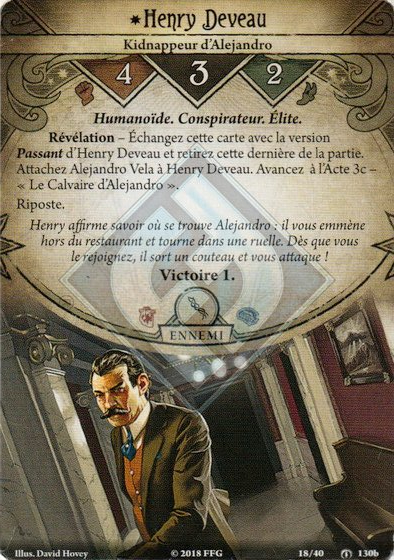 Henry Deveau
Kidnappeur d'Alejandro
4 3 2
Humanoïde. Conspirateur. Élite.
Révélation – Échangez cette carte avec la version
Passant d'Henry Deveau et retirez cette dernière de la partie.
Attachez Alejandro Vela à Henry Deveau. Avancez à l'Acte 3c –
« Le Calvaire d'Alejandro ».
Riposte.
Henry affirme savoir où se trouve Alejandro ; il vous emmène
hors du restaurant et tourne dans une ruelle. Dès que vous
le rejoignez, il sort un couteau et vous attaque !
Victoire 1.
ENNEMI
Illus. David Hovey © 2018 FFG 18/40 130b